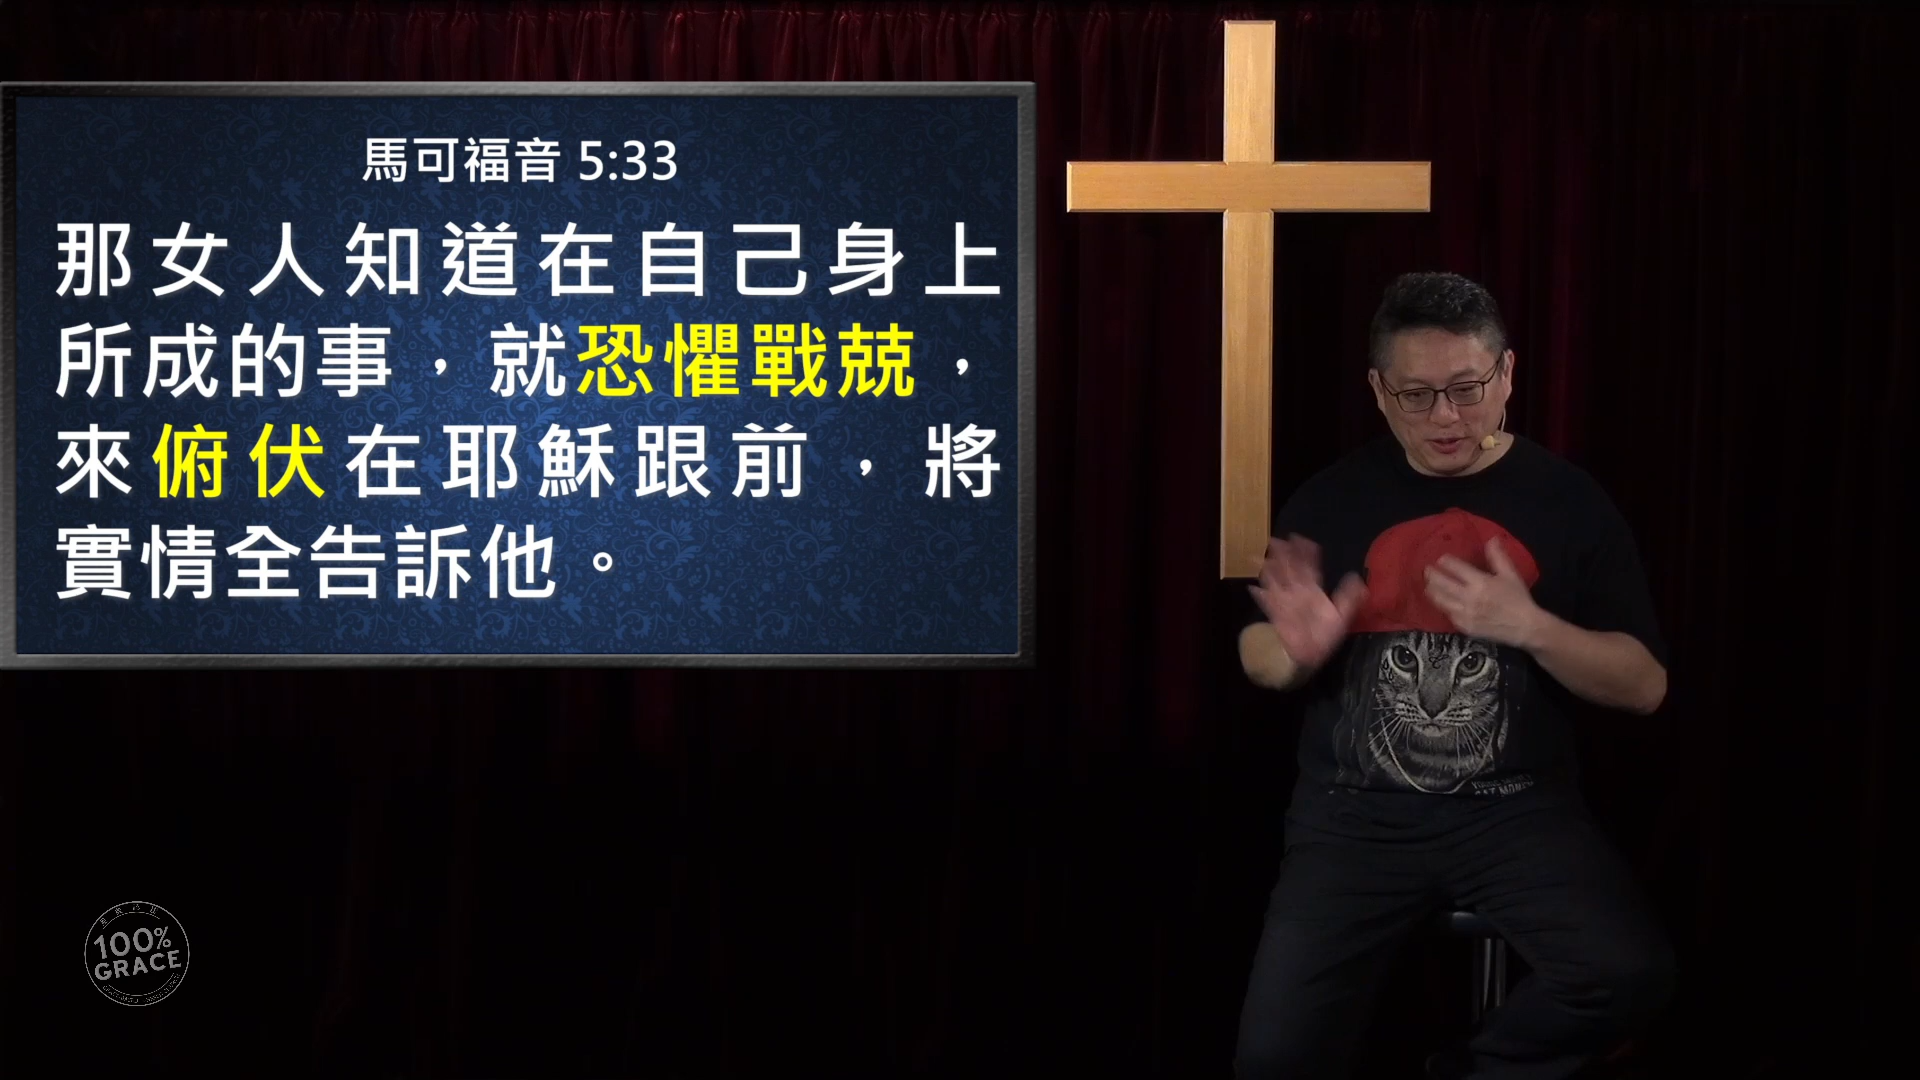 馬可福音 5:33
那女人知道在自己身上
所成的事，就恐懼戰兢，
來俯伏在耶穌跟前，將
實情全告訴他。
100%
GRACE